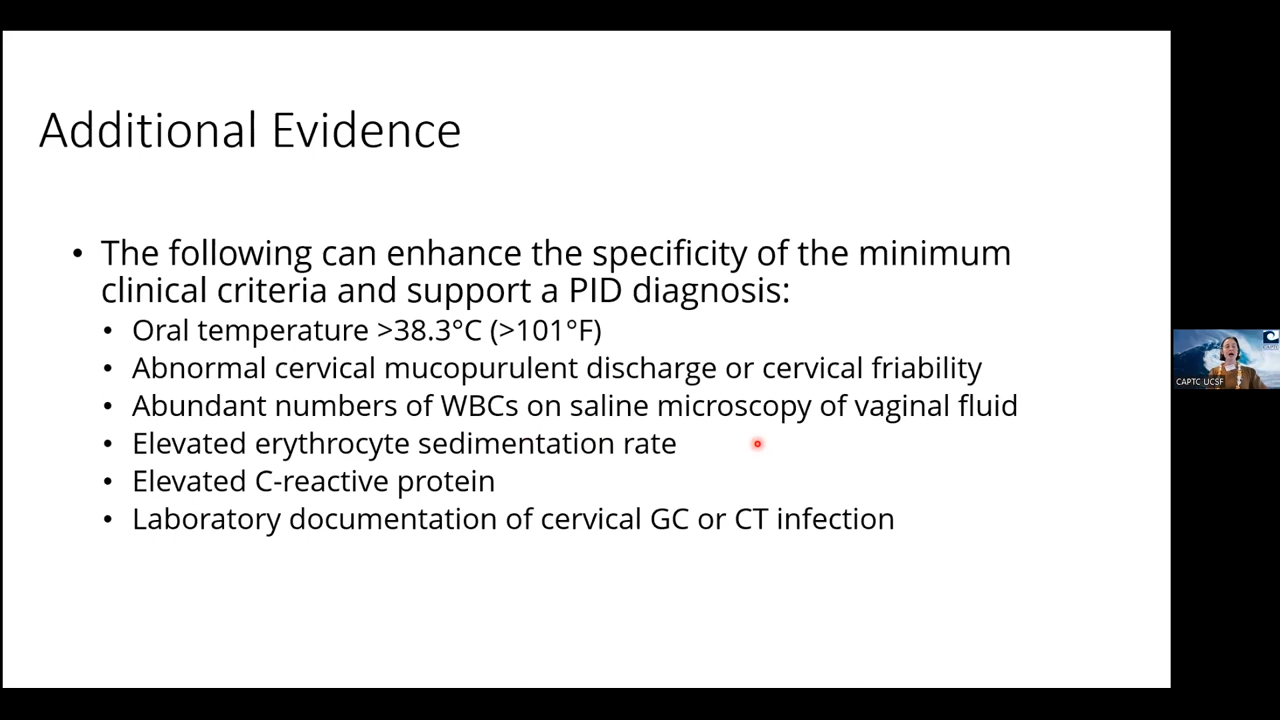 Additional Evidence
• The following can enhance the specificity of the minimum
clinical criteria and support a PID diagnosis:
• Oral temperature >38.3°C (>101°F)
• Abnormal cervical mucopurulent discharge or cervical friability
• Abundant numbers of WBCs on saline microscopy of vaginal fluid
• Elevated erythrocyte sedimentation rate
• Elevated C-reactive protein
• Laboratory documentation of cervical GC or CT infection
CAPTC UCSF